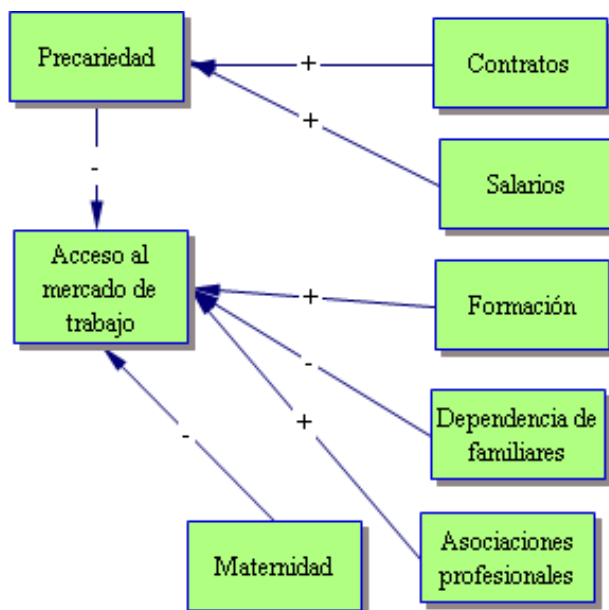 Precariedad
+
Contratos
+
Salarios
-
Acceso al
mercado de
trabajo
+
Formación
-
Dependencia de
familiares
+
-
Asociaciones
profesionales
Maternidad